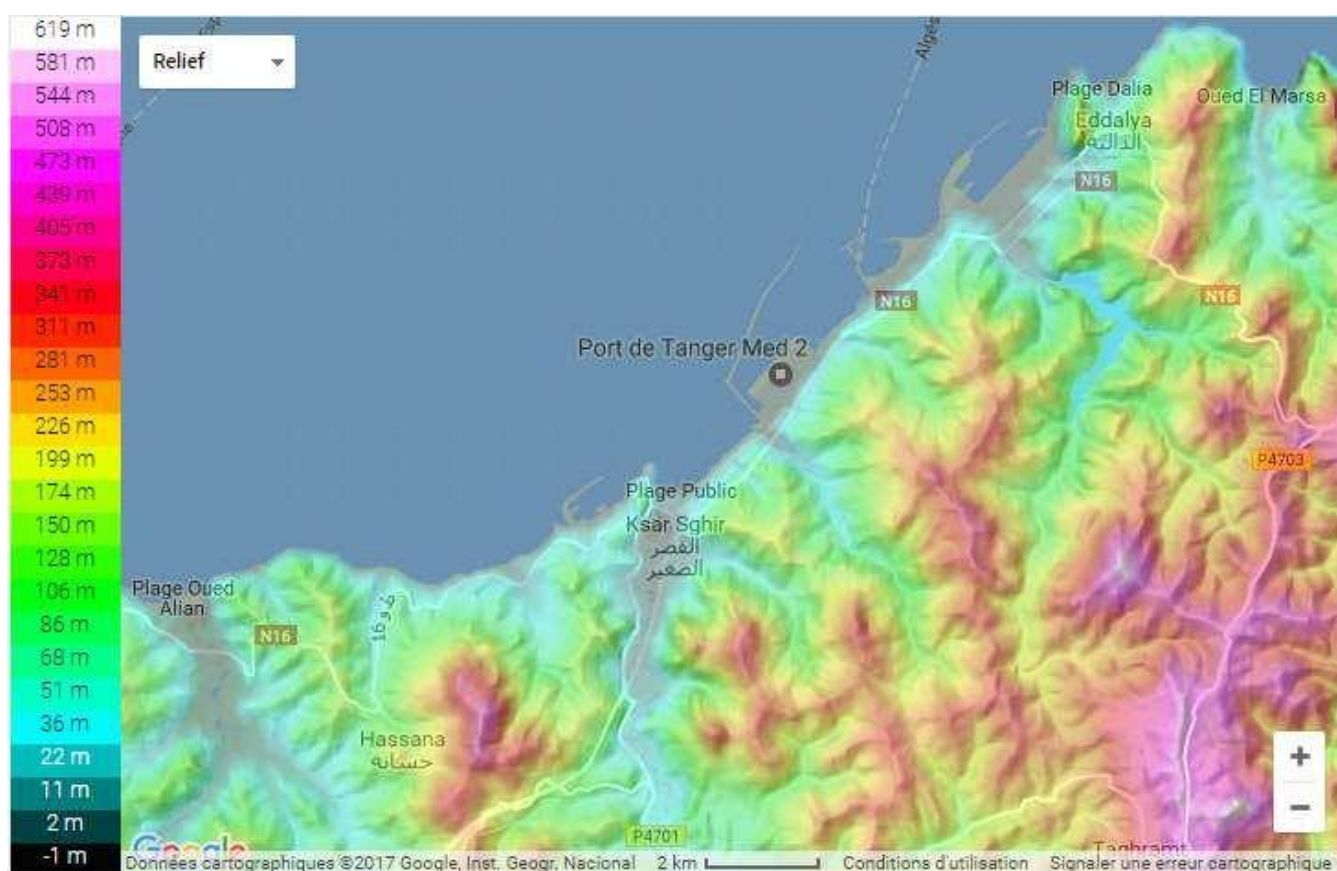 619 m
581 m
544 m
508 m
473 m
439 m
405 m
373 m
341 m
311 m
281 m
253 m
226 m
199 m
174 m
150 m
128 m
106 m
86 m
68 m
51 m
36 m
22 m
11 m
2 m
-1 m
Relief
Plage Dalia
Oued El Marsa
Eddalya
الدالية
N16
N16
N16
Port de Tanger Med 2
P4703
Plage Public
Ksar Sghir
القصر
الصغير
Plage Oued
Alian
N16
Hassana
حسانة
+
−
P4701
Google
Taghramt
Données cartographiques ©2017 Google, Inst. Geogr. Nacional
2 km
Conditions d'utilisation
Signaler une erreur cartographique